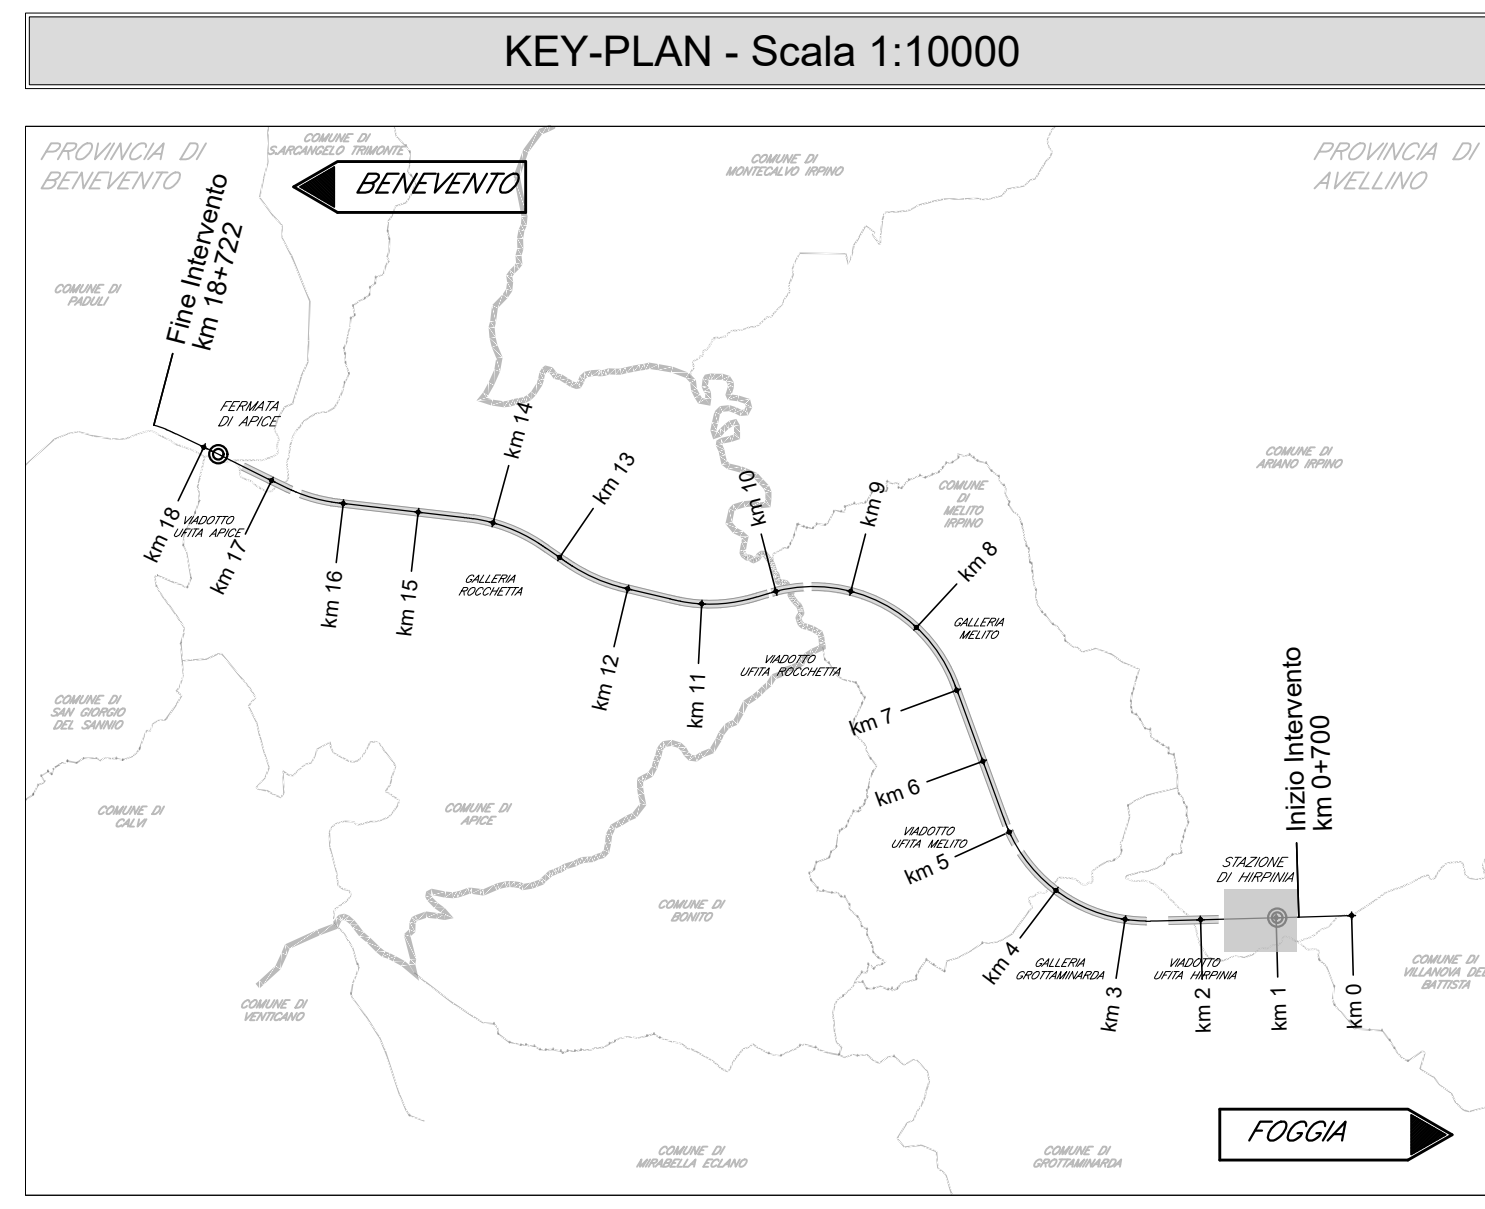 KEY-PLAN - Scala 1:10000
PROVINCIA DI
BENEVENTO
COMUNE DI
S.ARCANGELO TRIMONTE
BENEVENTO
COMUNE DI
MONTECALVO IRPINO
PROVINCIA DI
AVELLINO
Fine Intervento
km 18+722
COMUNE DI
PADULI
FERMATA
DI APICE
km 14
km 13
km 10
km 9
COMUNE
DI
MELITO
IRPINO
COMUNE DI
ARIANO IRPINO
km 18
VIADOTTO
UFITA APICE
km 17
km 16
km 15
GALLERIA
ROCCHETTA
km 8
GALLERIA
MELITO
km 12
km 11
VIADOTTO
UFITA ROCCHETTA
km 7
Inizio Intervento
km 0+700
COMUNE DI
SAN GIORGIO
DEL SANNIO
COMUNE DI
CALVI
COMUNE DI
APICE
km 6
VIADOTTO
UFITA MELITO
km 5
STAZIONE
DI HIRPINIA
COMUNE DI
BONITO
km 4
GALLERIA
GROTTAMINARDA
VIADOTTO
UFITA HIRPINIA
km 3
km 2
km 1
km 0
COMUNE DI
VILLANOVA DEL
BATTISTA
COMUNE DI
VENTICANO
FOGGIA
COMUNE DI
MIRABELLA ECLANO
COMUNE DI
GROTTAMINARDA